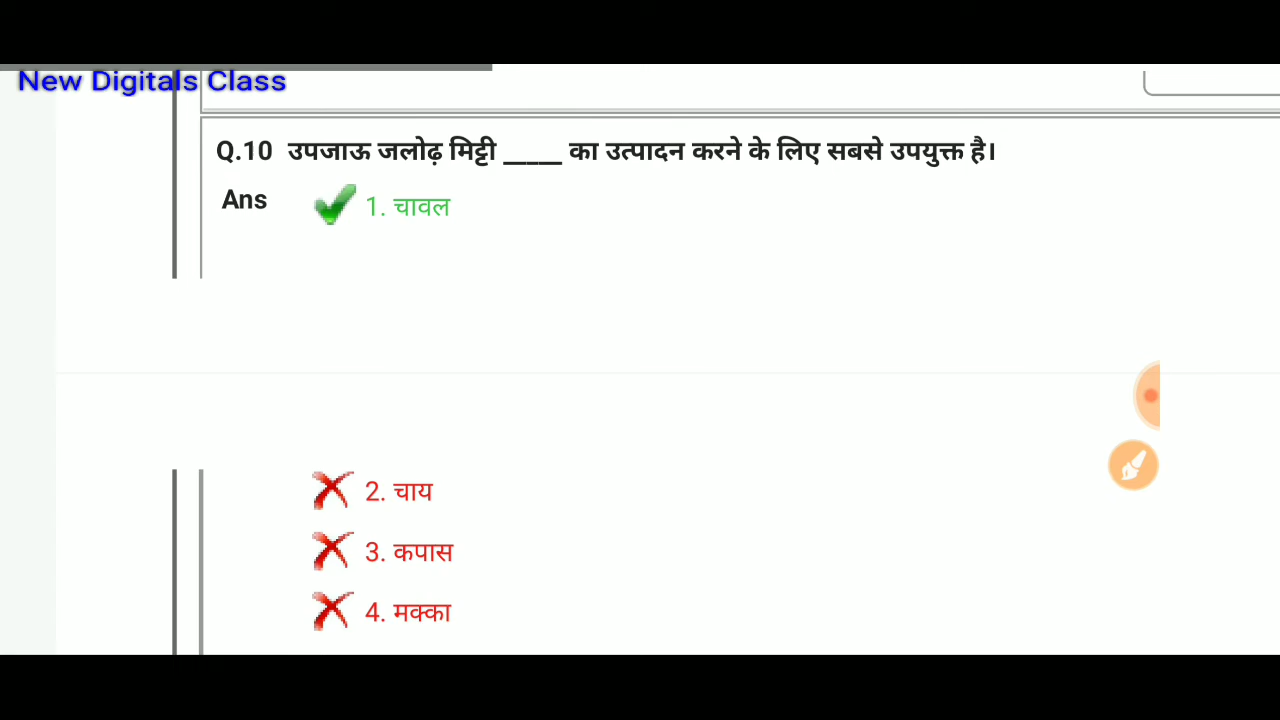 New Digitals Class
Q.10 उपजाऊ जलोढ़ मिट्टी _____ का उत्पादन करने के लिए सबसे उपयुक्त है।
Ans 1. चावल
2. चाय
3. कपास
4. मक्का